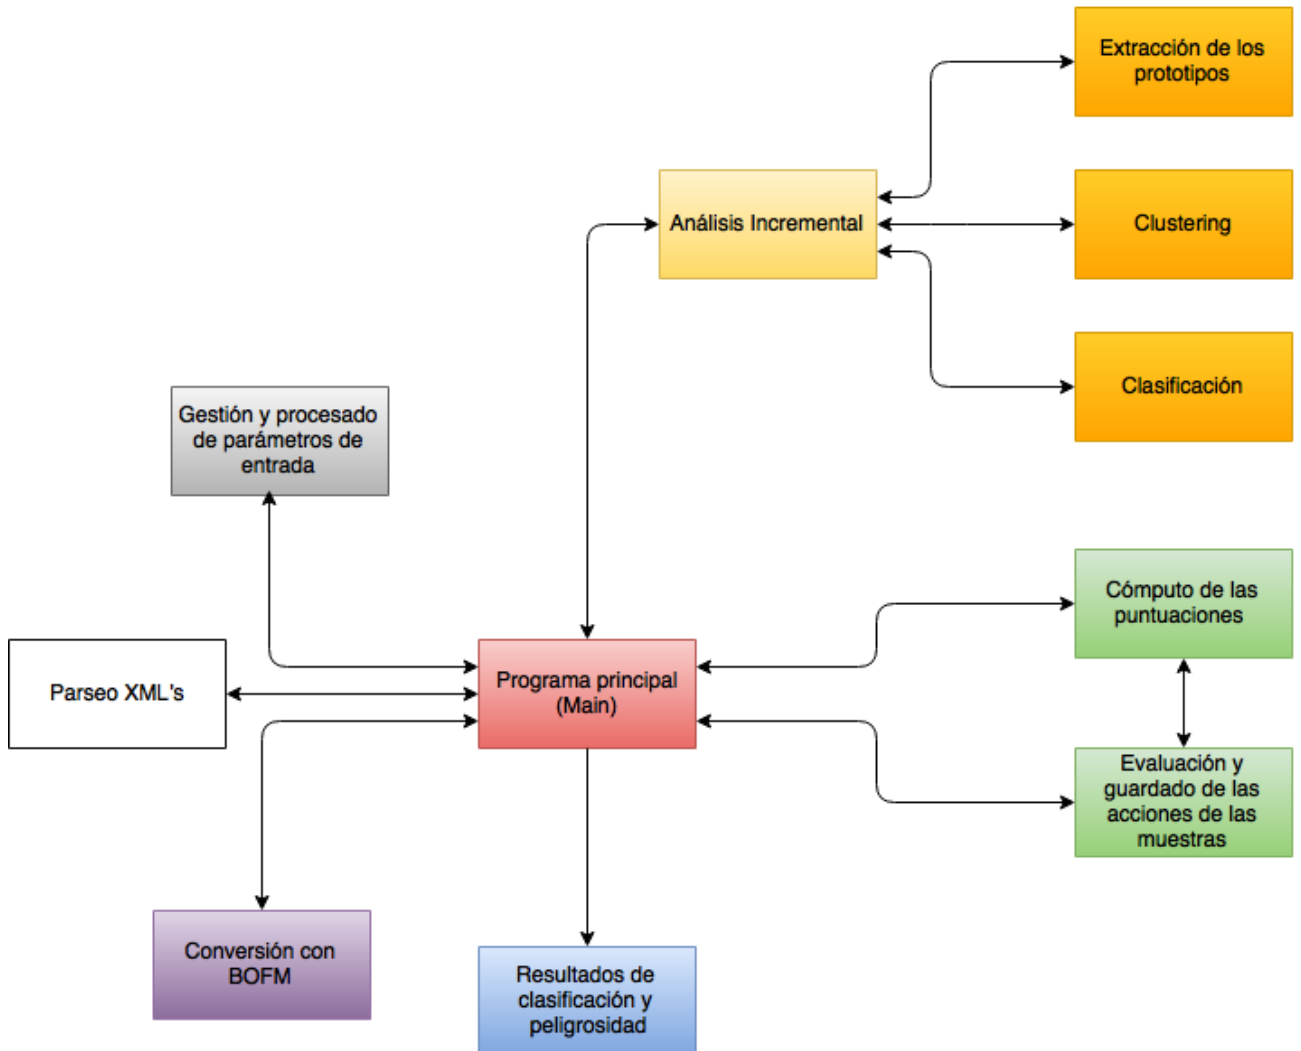 Extracción de los
prototipos
Análisis Incremental
Clustering
Clasificación
Gestión y procesado
de parámetros de
entrada
Cómputo de las
puntuaciones
Parseo XML's
Programa principal
(Main)
Evaluación y
guardado de las
acciones de las
muestras
Conversión con
BOFM
Resultados de
clasificación y
peligrosidad